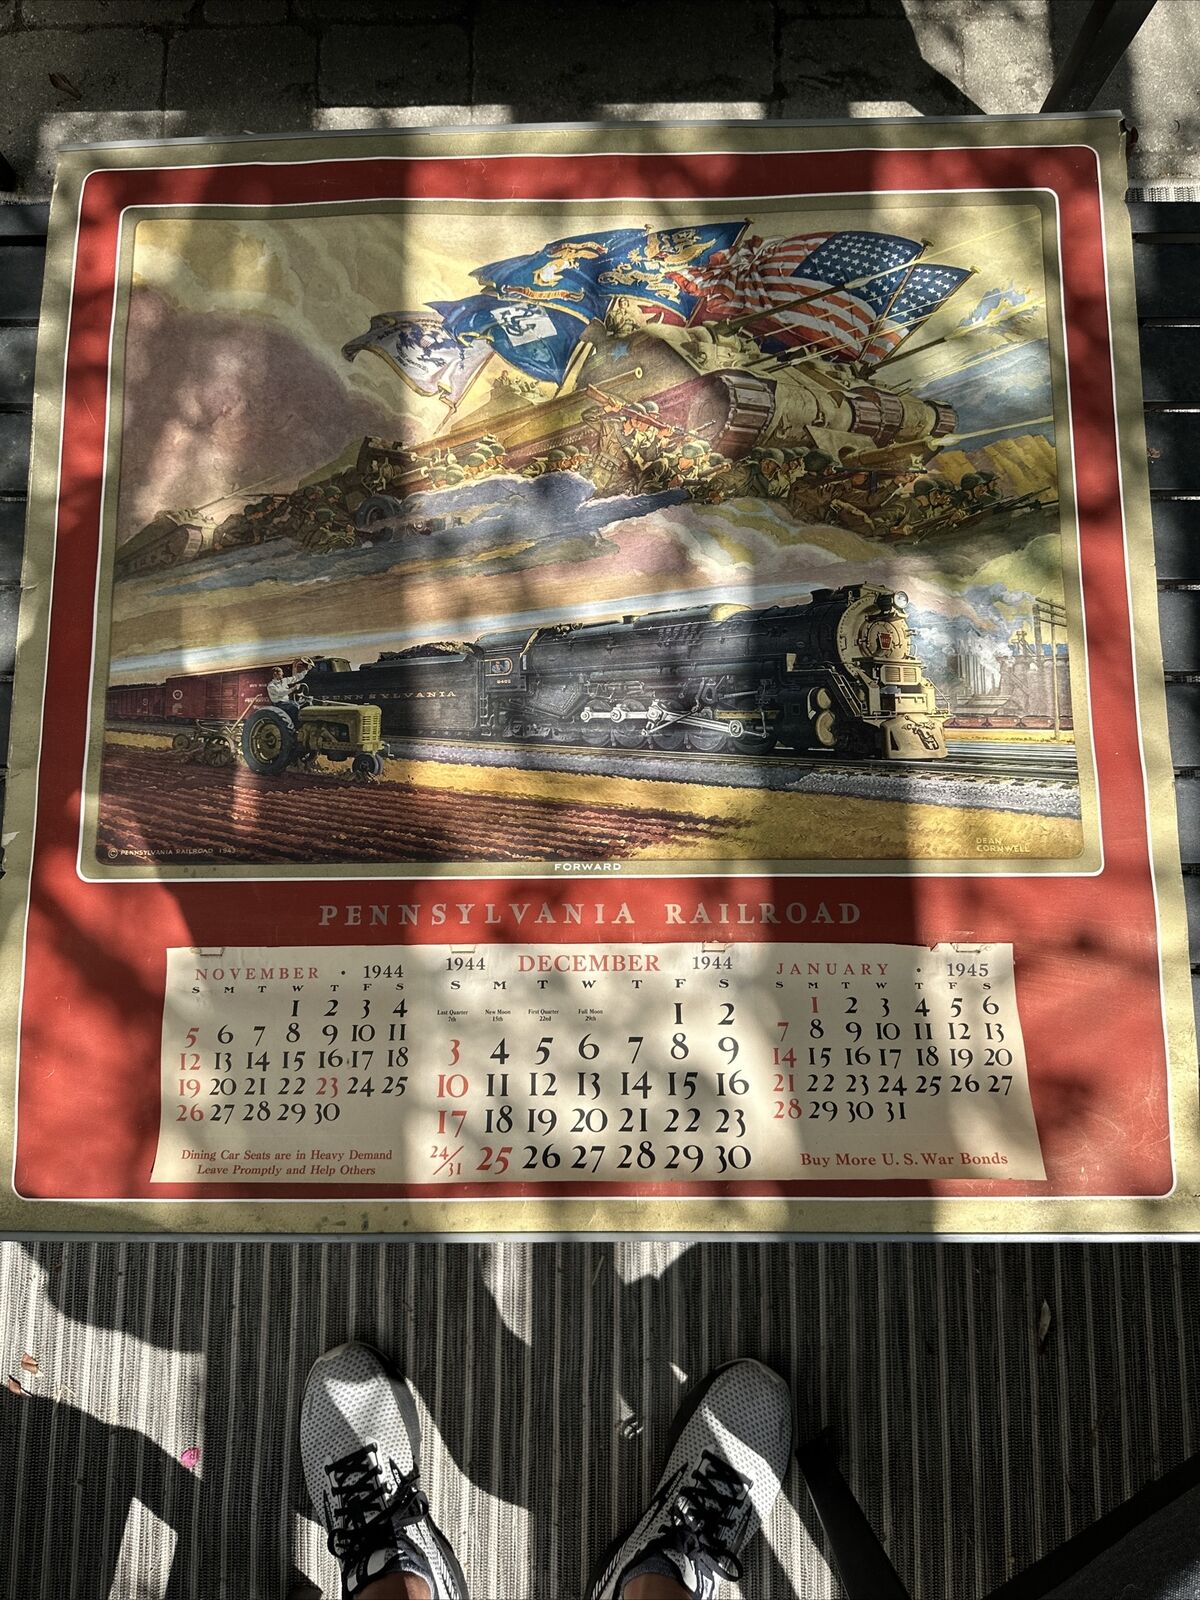 PENNSYLVANIA
© PENNSYLVANIA RAILROAD 1943
DEAN
CORNWELL
FORWARD
PENNSYLVANIA RAILROAD
NOVEMBER · 1944
S M T W T F S
1 2 3 4
5 6 7 8 9 10 11
12 13 14 15 16 17 18
19 20 21 22 23 24 25
26 27 28 29 30
Dining Car Seats are in Heavy Demand
Leave Promptly and Help Others
1944 DECEMBER 1944
S M T W T F S
Last Quarter 7th New Moon 15th First Quarter 22nd Full Moon 29th 1 2
3 4 5 6 7 8 9
10 11 12 13 14 15 16
17 18 19 20 21 22 23
24/31 25 26 27 28 29 30
JANUARY · 1945
S M T W T F S
1 2 3 4 5 6
7 8 9 10 11 12 13
14 15 16 17 18 19 20
21 22 23 24 25 26 27
28 29 30 31
Buy More U. S. War Bonds